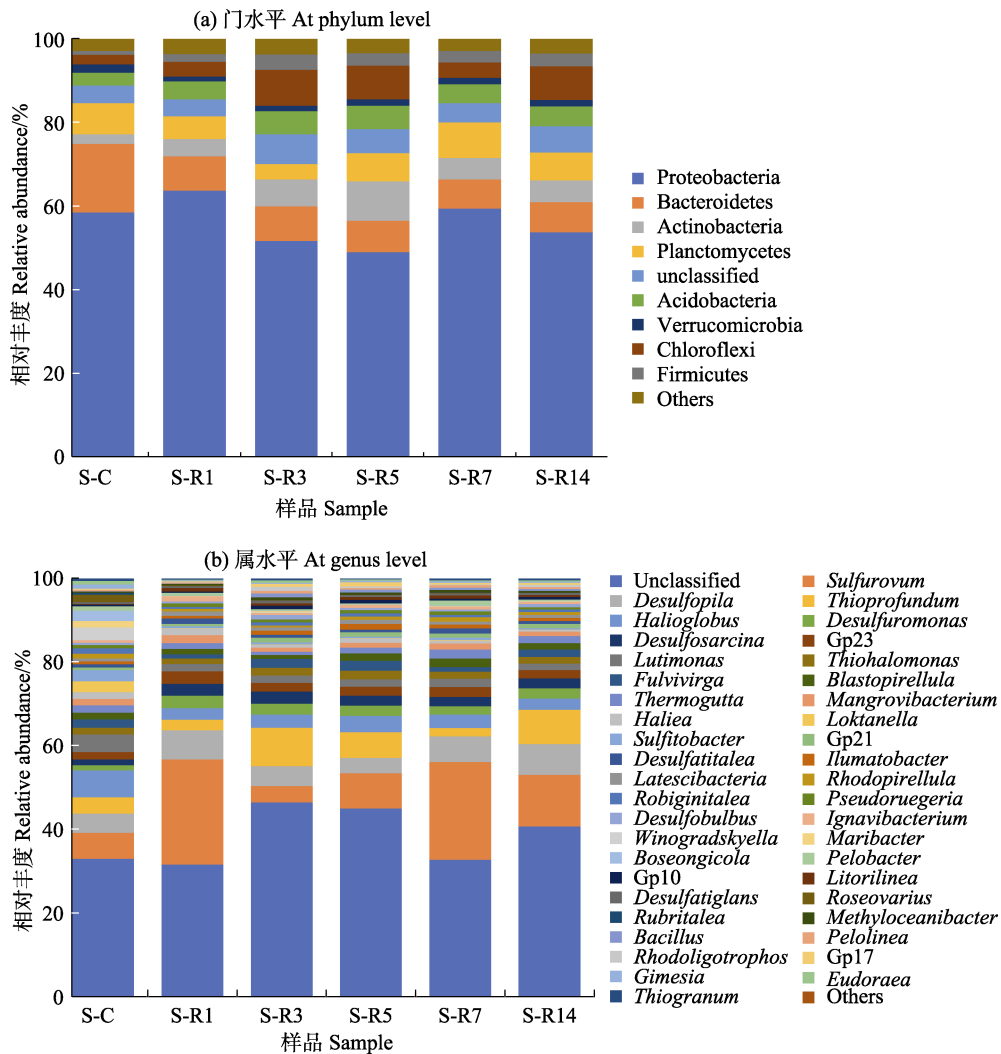 (a) 门水平 At phylum level
相对丰度 Relative abundance/%
100
80
60
40
20
0
S-C S-R1 S-R3 S-R5 S-R7 S-R14
样品 Sample
Proteobacteria
Bacteroidetes
Actinobacteria
Planctomycetes
unclassified
Acidobacteria
Verrucomicrobia
Chloroflexi
Firmicutes
Others
(b) 属水平 At genus level
相对丰度 Relative abundance/%
100
80
60
40
20
0
S-C S-R1 S-R3 S-R5 S-R7 S-R14
样品 Sample
Unclassified Sulfurovum
Desulfopila Thioprofundum
Halioglobus Desulfuromonas
Desulfosarcina Gp23
Lutimonas Thiohalomonas
Fulvivirga Blastopirellula
Thermogutta Mangrovibacterium
Haliea Loktanella
Sulfitobacter Gp21
Desulfatitalea Ilumatobacter
Latescibacteria Rhodopirellula
Robiginitalea Pseudoruegeria
Desulfobulbus Ignavibacterium
Winogradskyella Maribacter
Boseongicola Pelobacter
Gp10 Litorilinea
Desulfatiglans Roseovarius
Rubritalea Methyloceanibacter
Bacillus Pelolinea
Rhodoligotrophos Gp17
Gimesia Eudoraea
Thiogranum Others